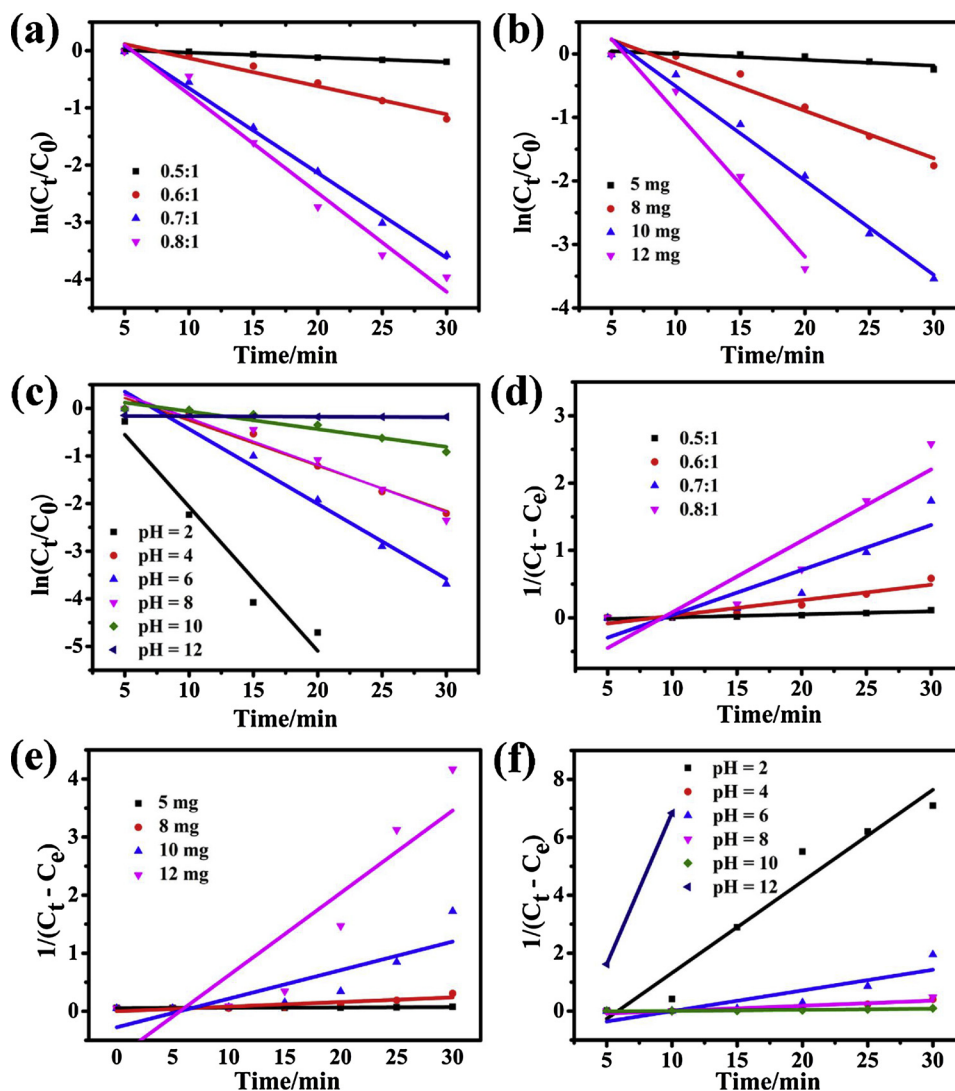 (a)
ln(Ct/C0)
0
-1
-2
-3
-4
0.5:1
0.6:1
0.7:1
0.8:1
5 10 15 20 25 30
Time/min
(b)
ln(Ct/C0)
0
-1
-2
-3
-4
5 mg
8 mg
10 mg
12 mg
5 10 15 20 25 30
Time/min
(c)
ln(Ct/C0)
0
-1
-2
-3
-4
-5
pH = 2
pH = 4
pH = 6
pH = 8
pH = 10
pH = 12
5 10 15 20 25 30
Time/min
(d)
1/(Ct - Ce)
3
2
1
0
0.5:1
0.6:1
0.7:1
0.8:1
5 10 15 20 25 30
Time/min
(e)
1/(Ct - Ce)
4
3
2
1
0
5 mg
8 mg
10 mg
12 mg
0 5 10 15 20 25 30
Time/min
(f)
1/(Ct - Ce)
8
6
4
2
0
pH = 2
pH = 4
pH = 6
pH = 8
pH = 10
pH = 12
5 10 15 20 25 30
Time/min